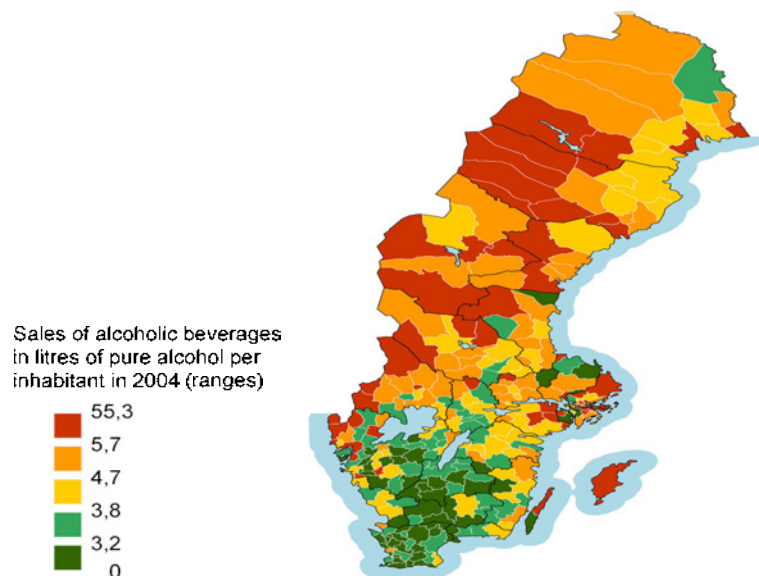 Sales of alcoholic beverages
in litres of pure alcohol per
inhabitant in 2004 (ranges)
55,3
5,7
4,7
3,8
3,2
0